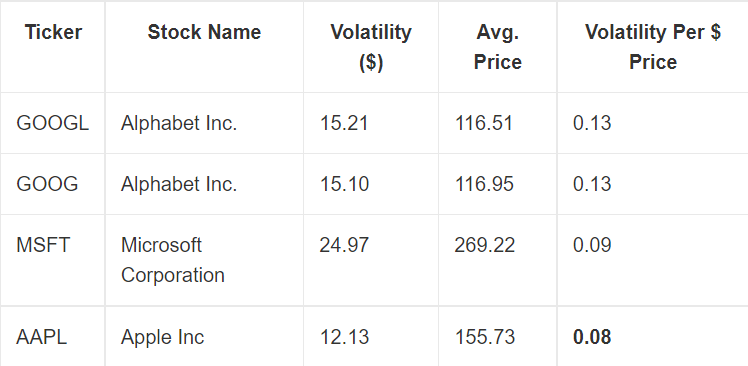 Ticker Stock Name Volatility ($) Avg. Price Volatility Per $ Price
GOOGL Alphabet Inc. 15.21 116.51 0.13
GOOG Alphabet Inc. 15.10 116.95 0.13
MSFT Microsoft Corporation 24.97 269.22 0.09
AAPL Apple Inc 12.13 155.73 0.08